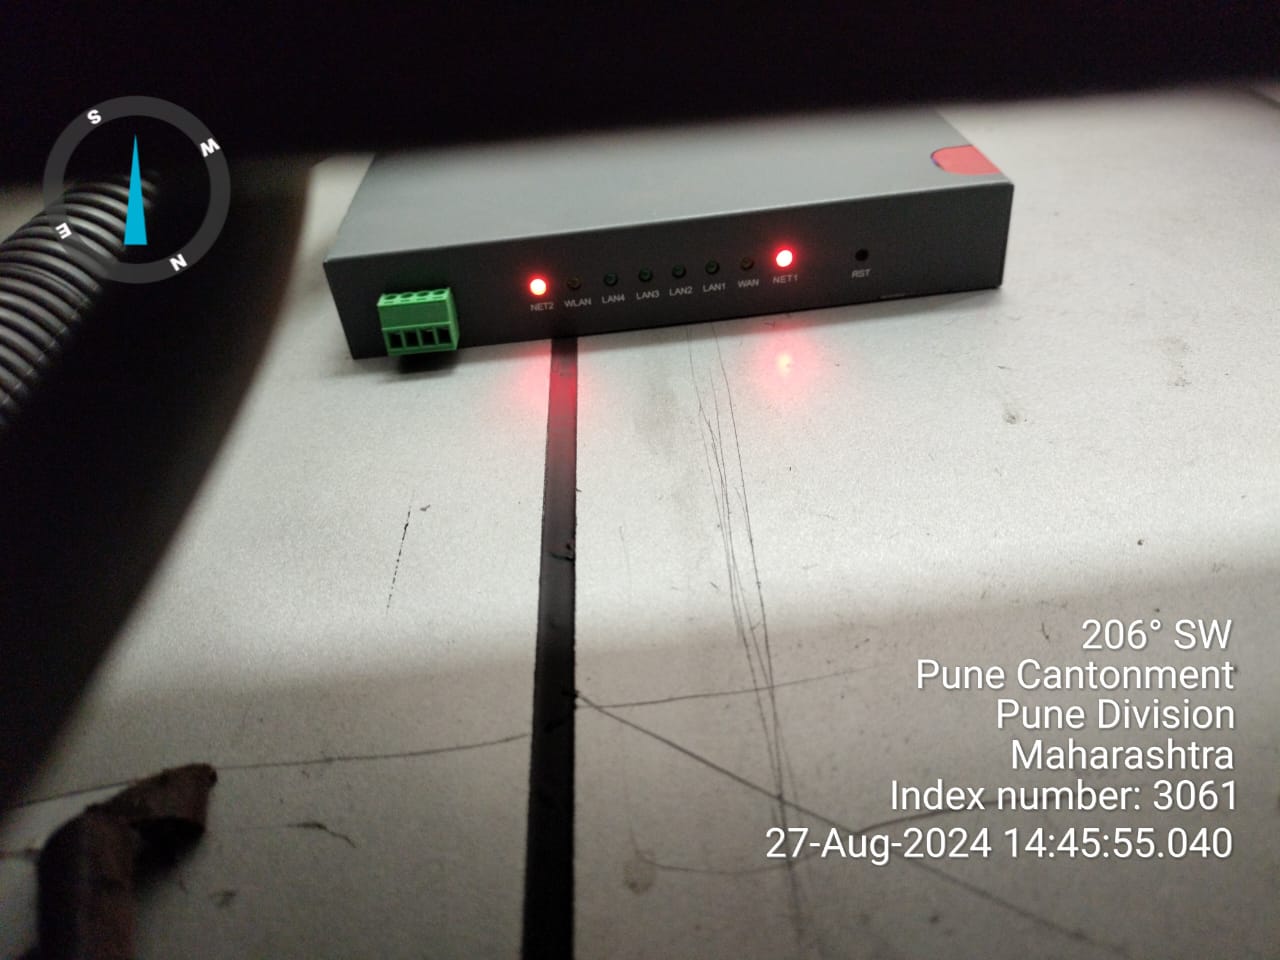 S
W
E
N
NET2 WLAN LAN4 LAN3 LAN2 LAN1 WAN NET1 RST
206° SW
Pune Cantonment
Pune Division
Maharashtra
Index number: 3061
27-Aug-2024 14:45:55.040